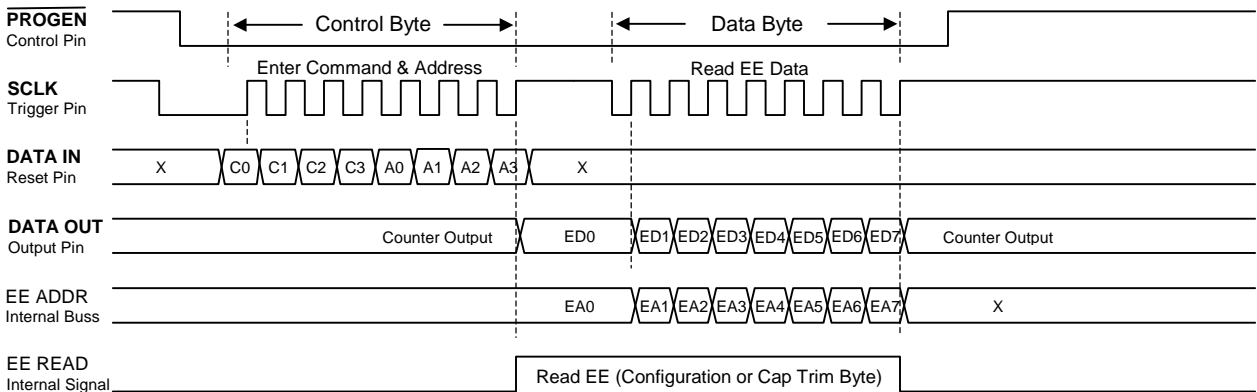 PROGEN
Control Pin
Control Byte
Data Byte
Enter Command & Address
Read EE Data
SCLK
Trigger Pin
DATA IN
Reset Pin
X C0 C1 C2 C3 A0 A1 A2 A3 X
DATA OUT
Output Pin
Counter Output ED0 ED1 ED2 ED3 ED4 ED5 ED6 ED7 Counter Output
EE ADDR
Internal Buss
EA0 EA1 EA2 EA3 EA4 EA5 EA6 EA7 X
EE READ
Internal Signal
Read EE (Configuration or Cap Trim Byte)